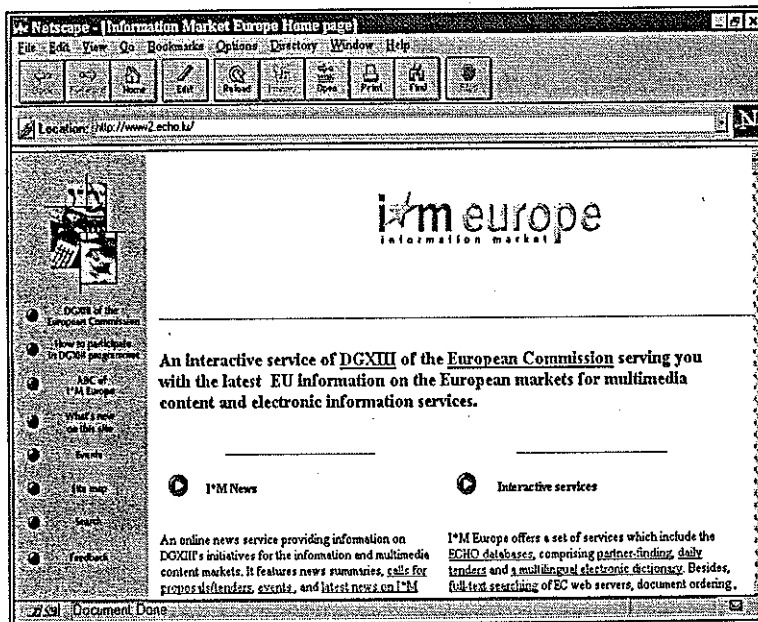 Netscape - [Information Market Europe Home page]
File Edit View Go Bookmarks Options Directory Window Help
Home Edit Reload Open Print Find
Location: http://www2.echo.lu/
N
i*m europe
information market
DGXIII of the
European Commission
How to participate
in DGXIII programmes
ABC of
I*M Europe
What's new
on this site
Events
Site map
Search
Feedback
An interactive service of DGXIII of the European Commission serving you
with the latest EU information on the European markets for multimedia
content and electronic information services.
I*M News
An online news service providing information on
DGXIII's initiatives for the information and multimedia
content markets. It features news summaries, calls for
proposals/tenders, events, and latest news on I*M
Interactive services
I*M Europe offers a set of services which include the
ECHO databases, comprising partner-finding, daily
tenders and a multilingual electronic dictionary. Besides,
full-text searching of EC web servers, document ordering,
Document: Done